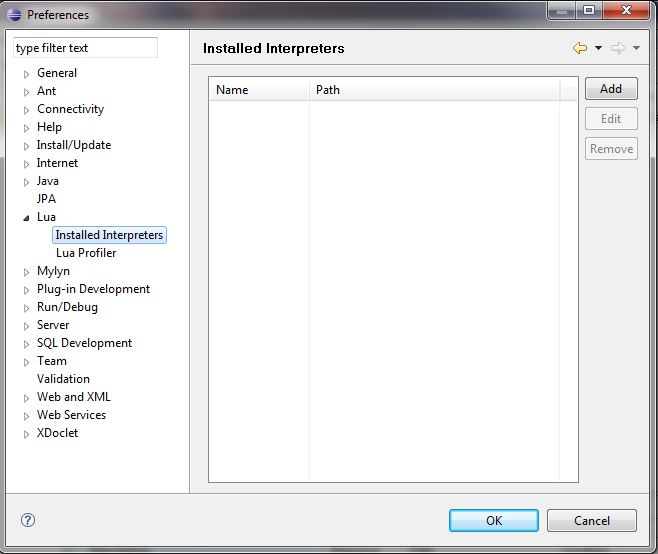 Preferences
type filter text
General
Ant
Connectivity
Help
Install/Update
Internet
Java
JPA
Lua
Installed Interpreters
Lua Profiler
Mylyn
Plug-in Development
Run/Debug
Server
SQL Development
Team
Validation
Web and XML
Web Services
XDoclet
Installed Interpreters
Name Path
Add
Edit
Remove
OK Cancel